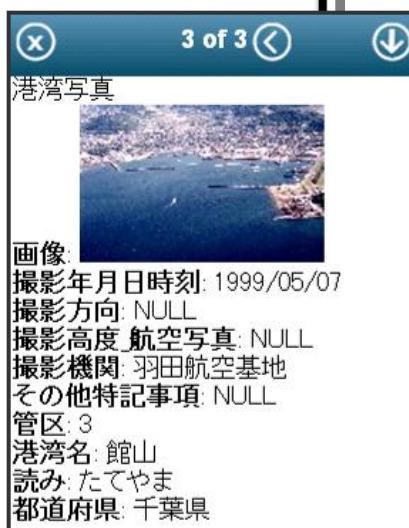 3 of 3
港湾写真
画像:
撮影年月日時刻: 1999/05/07
撮影方向: NULL
撮影高度_航空写真: NULL
撮影機関: 羽田航空基地
その他特記事項: NULL
管区: 3
港湾名: 館山
読み: たてやま
都道府県: 千葉県